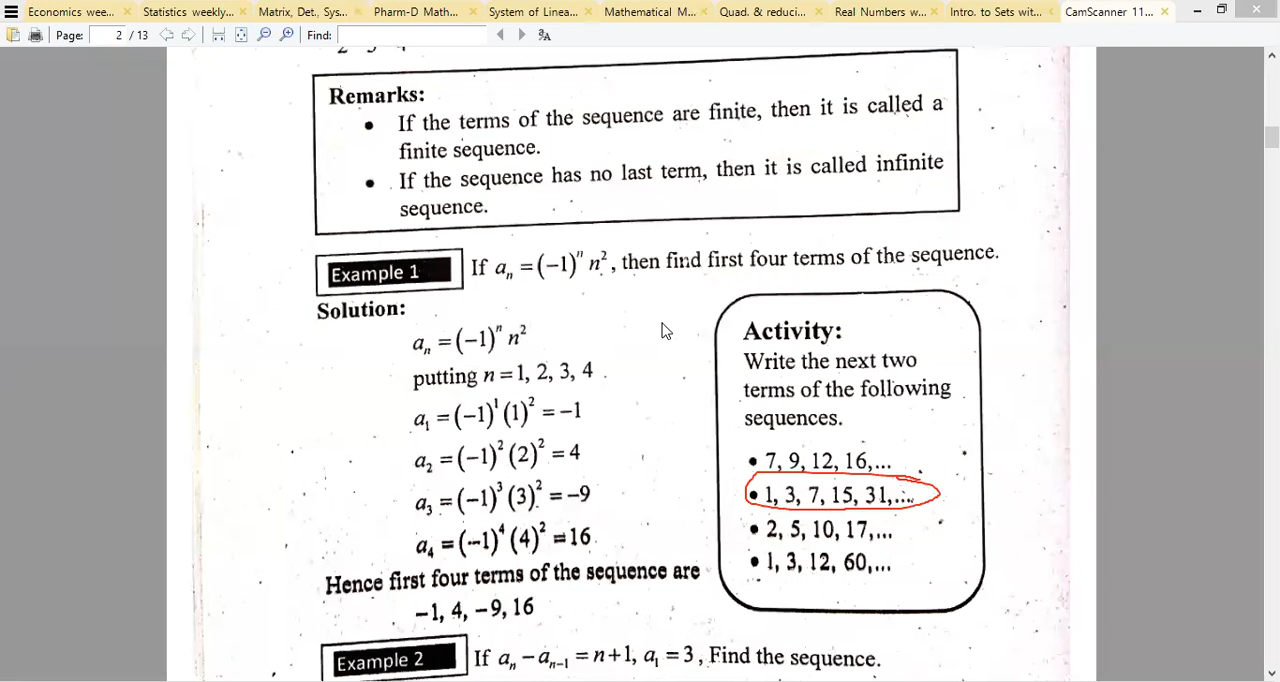 Economics wee...
Statistics weekly...
Matrix, Det., Sys...
Pharm-D Math...
System of Linea...
Mathematical M...
Quad. & reduci...
Real Numbers w...
Intro. to Sets wit...
CamScanner 11...
Page: 2 / 13 Find:
Remarks:
• If the terms of the sequence are finite, then it is called a
finite sequence.
• If the sequence has no last term, then it is called infinite
sequence.
Example 1 If aₙ = (−1)ⁿ n², then find first four terms of the sequence.
Solution:
aₙ = (−1)ⁿ n²
putting n = 1, 2, 3, 4
a₁ = (−1)¹ (1)² = −1
a₂ = (−1)² (2)² = 4
a₃ = (−1)³ (3)² = −9
a₄ = (−1)⁴ (4)² = 16
Hence first four terms of the sequence are
−1, 4, −9, 16
Activity:
Write the next two
terms of the following
sequences.
• 7, 9, 12, 16,...
• 1, 3, 7, 15, 31,...
• 2, 5, 10, 17,...
• 1, 3, 12, 60,...
Example 2 If aₙ − aₙ₋₁ = n + 1, a₁ = 3, Find the sequence.